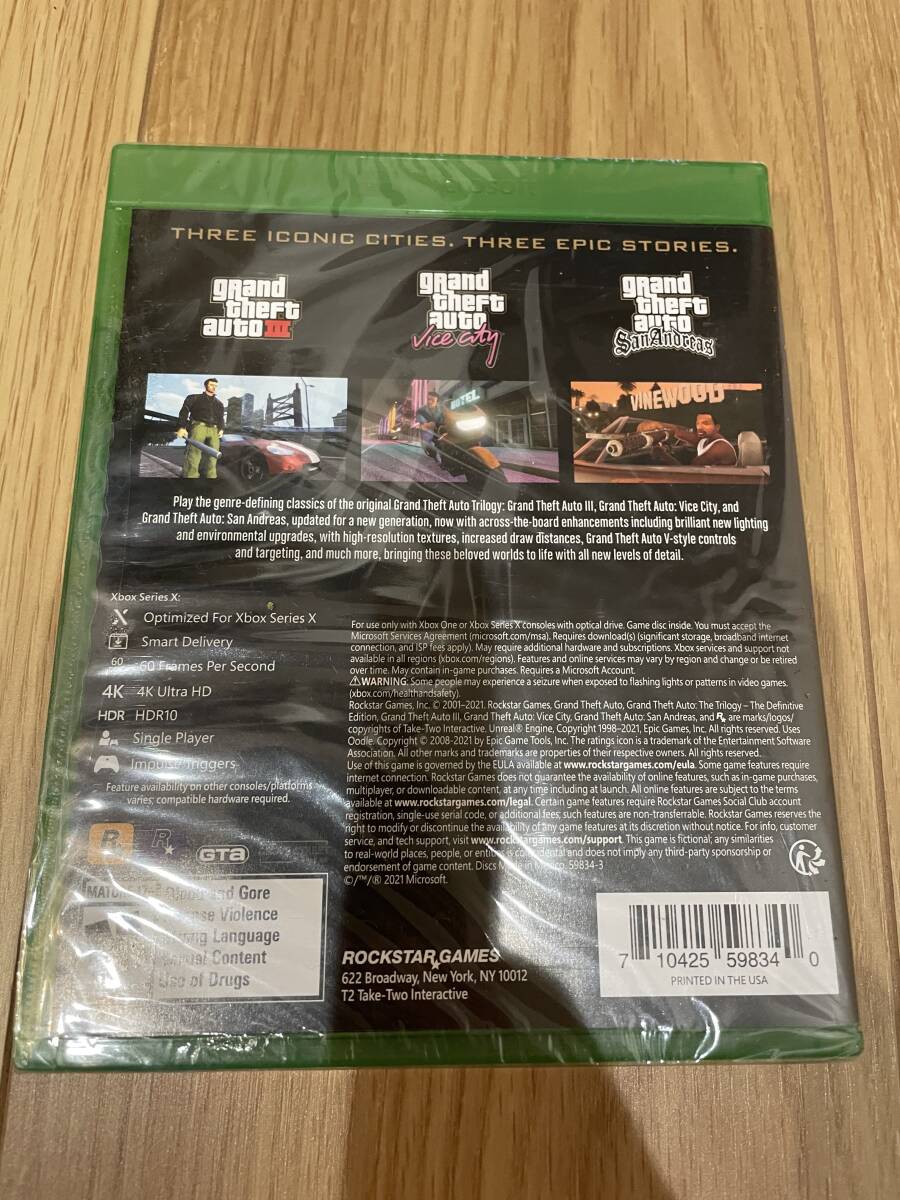 THREE ICONIC CITIES. THREE EPIC STORIES.
grand
theft
auto III
grand
theft
auto
Vice City
grand
theft
auto
San Andreas
HOTEL
VINEWOOD
Play the genre-defining classics of the original Grand Theft Auto Trilogy: Grand Theft Auto III, Grand Theft Auto: Vice City, and
Grand Theft Auto: San Andreas, updated for a new generation, now with across-the-board enhancements including brilliant new lighting
and environmental upgrades, with high-resolution textures, increased draw distances, Grand Theft Auto V-style controls
and targeting, and much more, bringing these beloved worlds to life with all new levels of detail.
Xbox Series X:
X Optimized For Xbox Series X
Smart Delivery
60 60 Frames Per Second
4K 4K Ultra HD
HDR HDR10
Single Player
Impulse Triggers
Feature availability on other consoles/platforms
varies; compatible hardware required.
For use only with Xbox One or Xbox Series X consoles with optical drive. Game disc inside. You must accept the
Microsoft Services Agreement (microsoft.com/msa). Requires download(s) (significant storage, broadband internet
connection, and ISP fees apply). May require additional hardware and subscriptions. Xbox services and support not
available in all regions (xbox.com/regions). Features and online services may vary by region and change or be retired
over time. May contain in-game purchases. Requires a Microsoft Account.
⚠WARNING: Some people may experience a seizure when exposed to flashing lights or patterns in video games.
(xbox.com/healthandsafety).
Rockstar Games, Inc. © 2001–2021. Rockstar Games, Grand Theft Auto, Grand Theft Auto: The Trilogy – The Definitive
Edition, Grand Theft Auto III, Grand Theft Auto: Vice City, Grand Theft Auto: San Andreas, and R★ are marks/logos/
copyrights of Take-Two Interactive. Unreal® Engine, Copyright 1998–2021, Epic Games, Inc. All rights reserved. Uses
Oodle. Copyright © 2008-2021 by Epic Game Tools, Inc. The ratings icon is a trademark of the Entertainment Software
Association. All other marks and trademarks are properties of their respective owners. All rights reserved.
Use of this game is governed by the EULA available at www.rockstargames.com/eula. Some game features require
internet connection. Rockstar Games does not guarantee the availability of online features, such as in-game purchases,
multiplayer, or downloadable content, at any time including at launch. All online features are subject to the terms
available at www.rockstargames.com/legal. Certain game features require Rockstar Games Social Club account
registration, single-use serial code, or additional fees; such features are non-transferrable. Rockstar Games reserves the
right to modify or discontinue the availability of any game features at its discretion without notice. For info, customer
service, and tech support, visit www.rockstargames.com/support. This game is fictional; any similarities
to real-world places, people, or entities is coincidental and does not imply any third-party sponsorship or
endorsement of game content. Discs Made in 59834-3
©/™/® 2021 Microsoft.
R★ R★ GTA
MATURE 17+
Blood and Gore
Intense Violence
Strong Language
Sexual Content
Use of Drugs
ROCKSTAR GAMES
622 Broadway, New York, NY 10012
T2 Take-Two Interactive
7 10425 59834 0
PRINTED IN THE USA